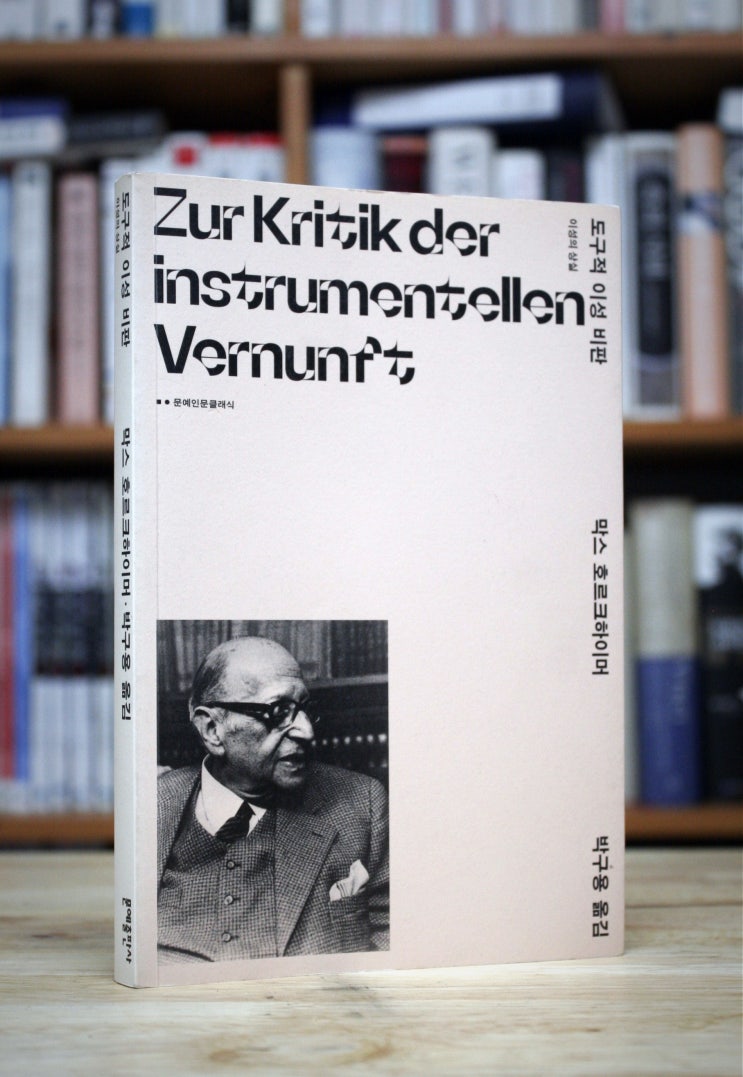 Zur Kritik der
instrumentellen
Vernunft
문예인문클래식
도구적 이성 비판
이성의 상실
막스 호르크하이머
박구용 옮김
도구적 이성 비판
이성의 상실
막스 호르크하이머 · 박구용 옮김
문예출판사